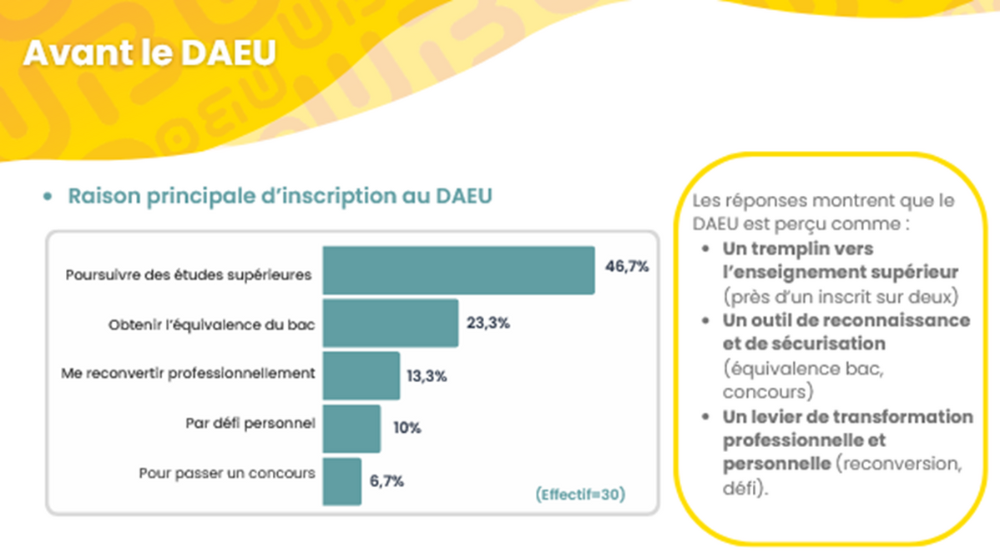 Avant le DAEU
• Raison principale d’inscription au DAEU
Poursuivre des études supérieures 46,7%
Obtenir l’équivalence du bac 23,3%
Me reconvertir professionnellement 13,3%
Par défi personnel 10%
Pour passer un concours 6,7%
(Effectif=30)
Les réponses montrent que le
DAEU est perçu comme :
• Un tremplin vers
l’enseignement supérieur
(près d’un inscrit sur deux)
• Un outil de reconnaissance
et de sécurisation
(équivalence bac,
concours)
• Un levier de transformation
professionnelle et
personnelle (reconversion,
défi).